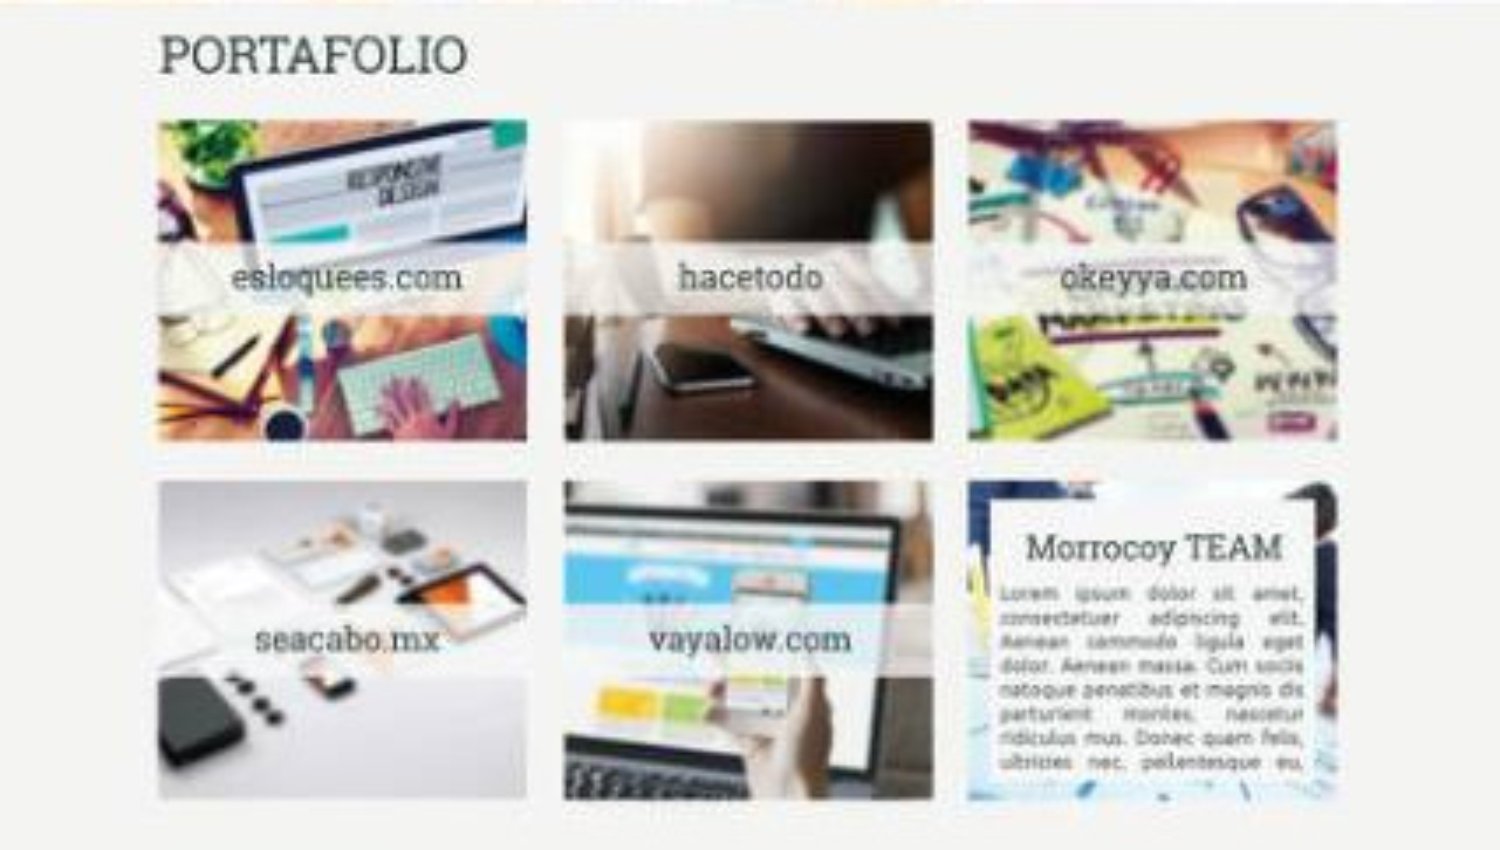 PORTAFOLIO
RESPONSIVE
DESIGN
esloquees.com
hacetodo
okeyya.com
DATA
seacabo.mx
vayalow.com
Morrocoy TEAM
Lorem ipsum dolor sit amet,
consectetuer adipiscing elit.
Aenean commodo ligula eget
dolor. Aenean massa. Cum sociis
natoque penatibus et magnis dis
parturient montes, nascetur
ridiculus mus. Donec quam felis,
ultricies nec, pellentesque eu,